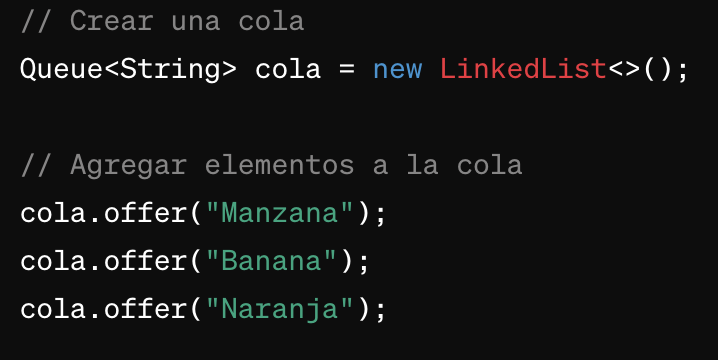 // Crear una cola
Queue<String> cola = new LinkedList<>();
// Agregar elementos a la cola
cola.offer("Manzana");
cola.offer("Banana");
cola.offer("Naranja");